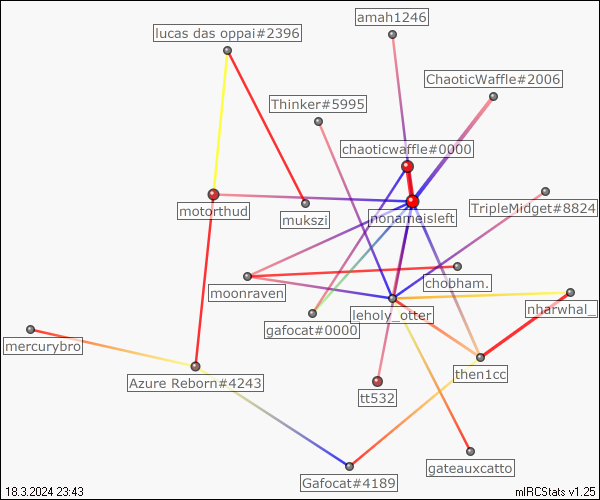 amah1246
lucas das oppai#2396
ChaoticWaffle#2006
Thinker#5995
chaoticwaffle#0000
motorthud
mukszi
nonameisleft
TripleMidget#8824
moonraven
chobham.
gafocat#0000
leholy_otter
nharwhal_
mercurybro
then1cc
Azure Reborn#4243
tt532
gateauxcatto
Gafocat#4189
18.3.2024 23:43
mIRCStats v1.25